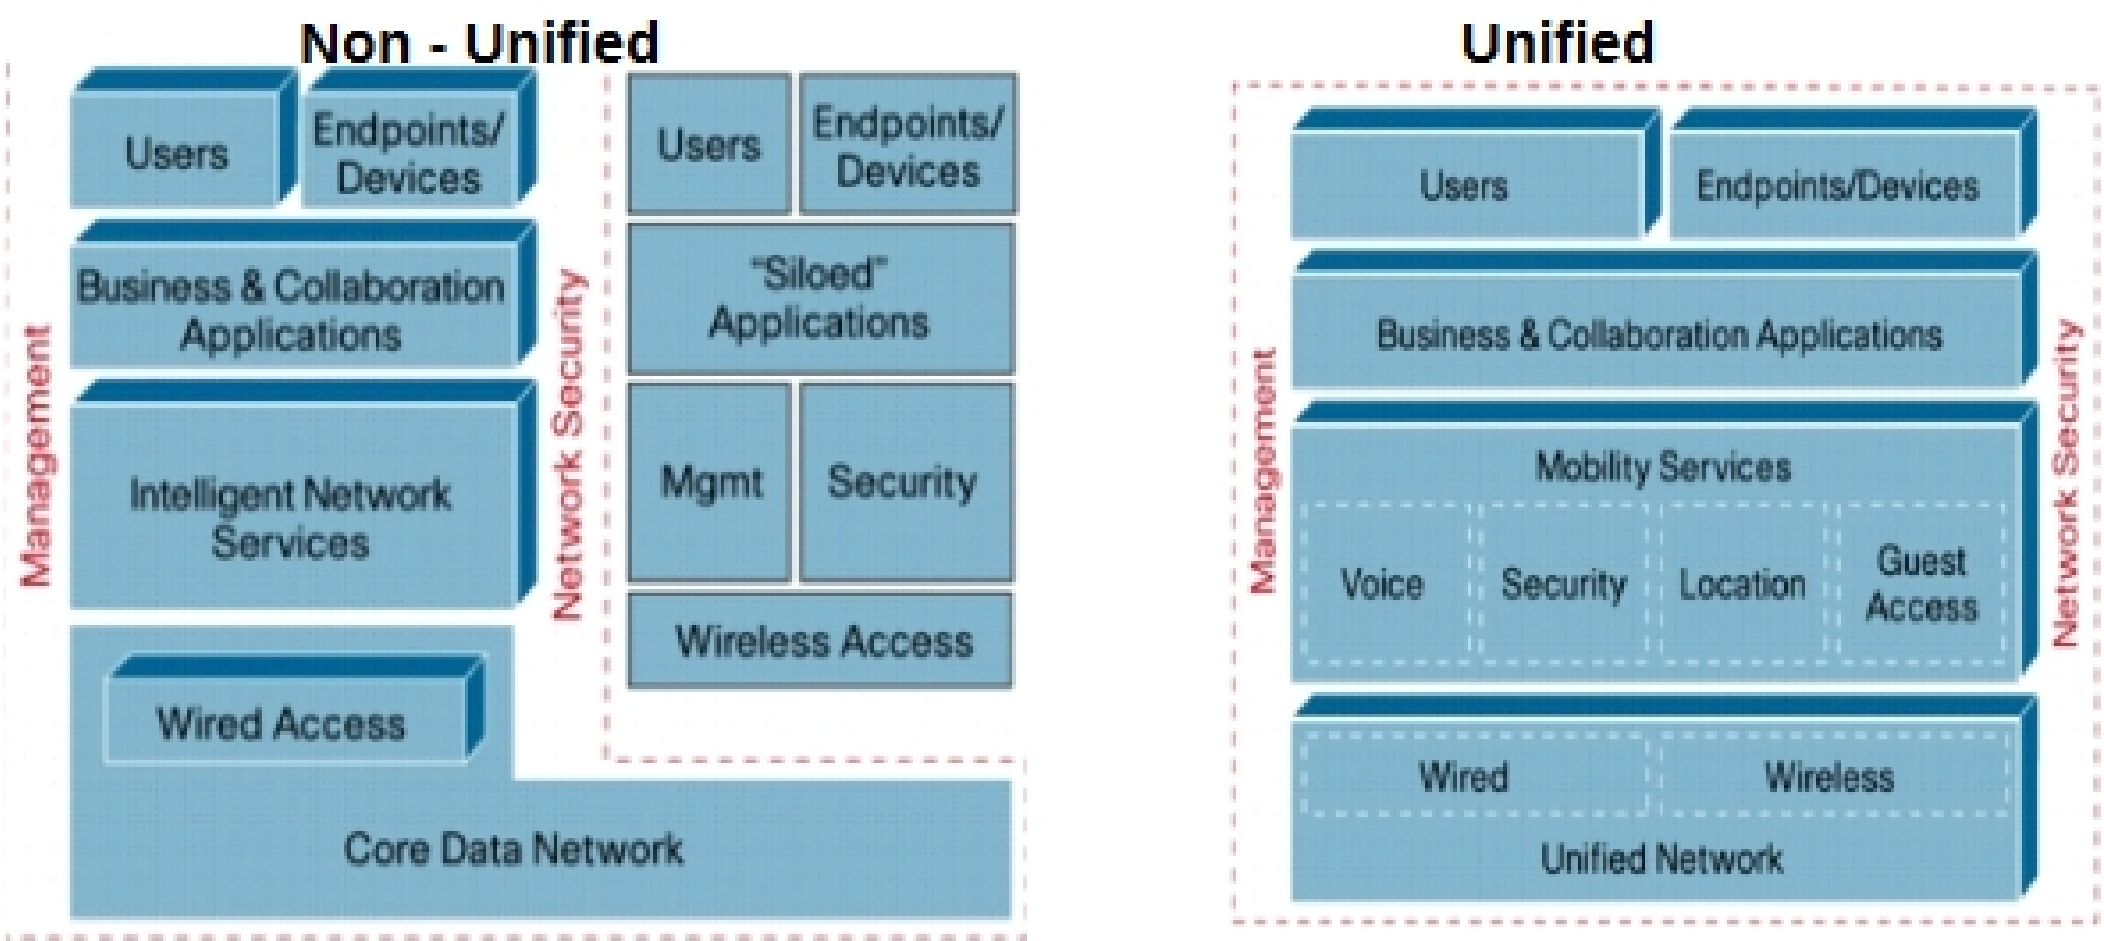 Non - Unified
Users
Endpoints/
Devices
Business & Collaboration
Applications
Intelligent Network
Services
Wired Access
Core Data Network
Management
Network Security
Users
Endpoints/
Devices
“Siloed”
Applications
Mgmt
Security
Wireless Access
Unified
Users
Endpoints/Devices
Business & Collaboration Applications
Mobility Services
Voice
Security
Location
Guest
Access
Wired
Wireless
Unified Network
Management
Network Security